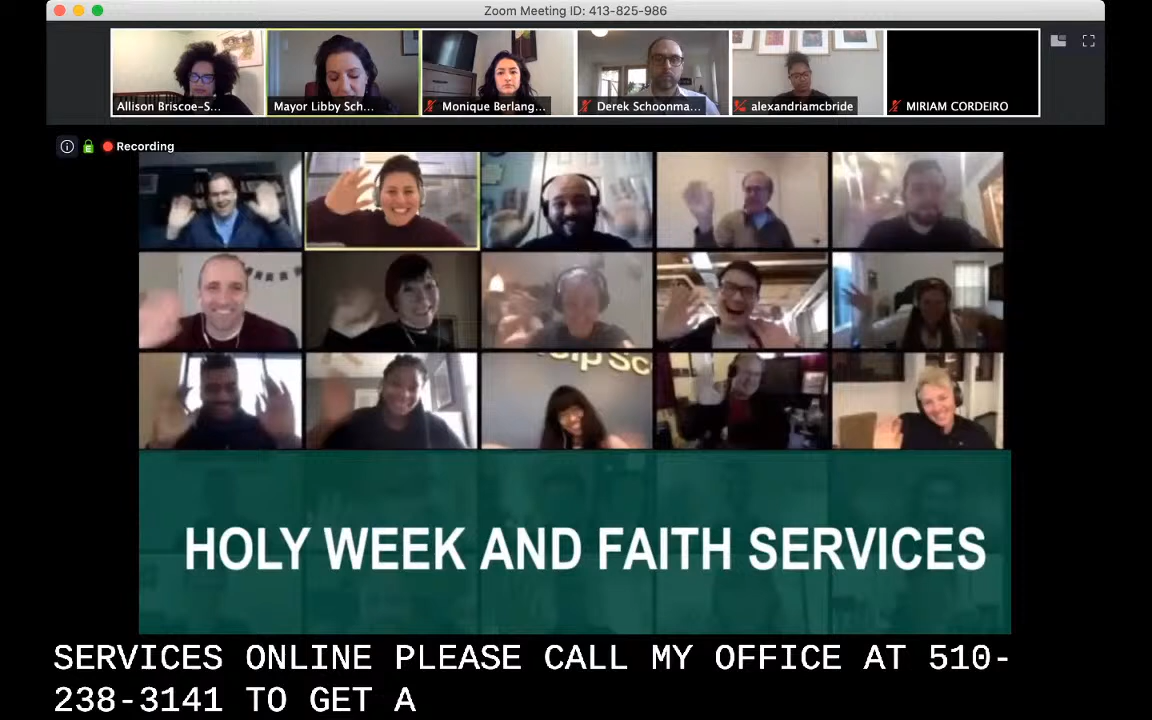 Zoom Meeting ID: 413-825-986
Allison Briscoe-S...
Mayor Libby Sch...
Monique Berlang...
Derek Schoonma...
alexandriamcbride
MIRIAM CORDEIRO
Recording
HOLY WEEK AND FAITH SERVICES
SERVICES ONLINE PLEASE CALL MY OFFICE AT 510-
238-3141 TO GET A